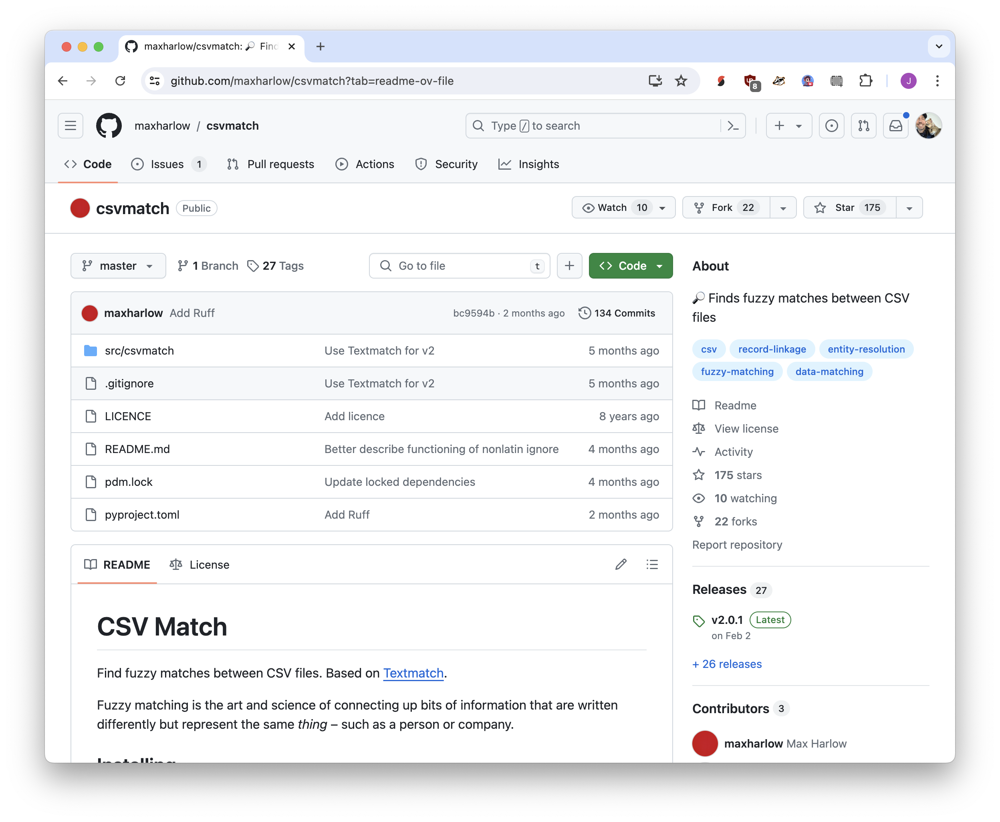 maxharlow/csvmatch: 🔎 Find
github.com/maxharlow/csvmatch?tab=readme-ov-file
8
J
maxharlow / csvmatch
Type / to search
Code
Issues 1
Pull requests
Actions
Security
Insights
csvmatch Public
Watch 10
Fork 22
Star 175
master
1 Branch
27 Tags
Go to file t
Code
maxharlow Add Ruff bc9594b · 2 months ago 134 Commits
src/csvmatch Use Textmatch for v2 5 months ago
.gitignore Use Textmatch for v2 5 months ago
LICENCE Add licence 8 years ago
README.md Better describe functioning of nonlatin ignore 4 months ago
pdm.lock Update locked dependencies 4 months ago
pyproject.toml Add Ruff 2 months ago
README
License
CSV Match
Find fuzzy matches between CSV files. Based on Textmatch.
Fuzzy matching is the art and science of connecting up bits of information that are written
differently but represent the same thing – such as a person or company.
Installing
About
🔎 Finds fuzzy matches between CSV
files
csv record-linkage entity-resolution
fuzzy-matching data-matching
Readme
View license
Activity
175 stars
10 watching
22 forks
Report repository
Releases 27
v2.0.1 Latest
on Feb 2
+ 26 releases
Contributors 3
maxharlow Max Harlow